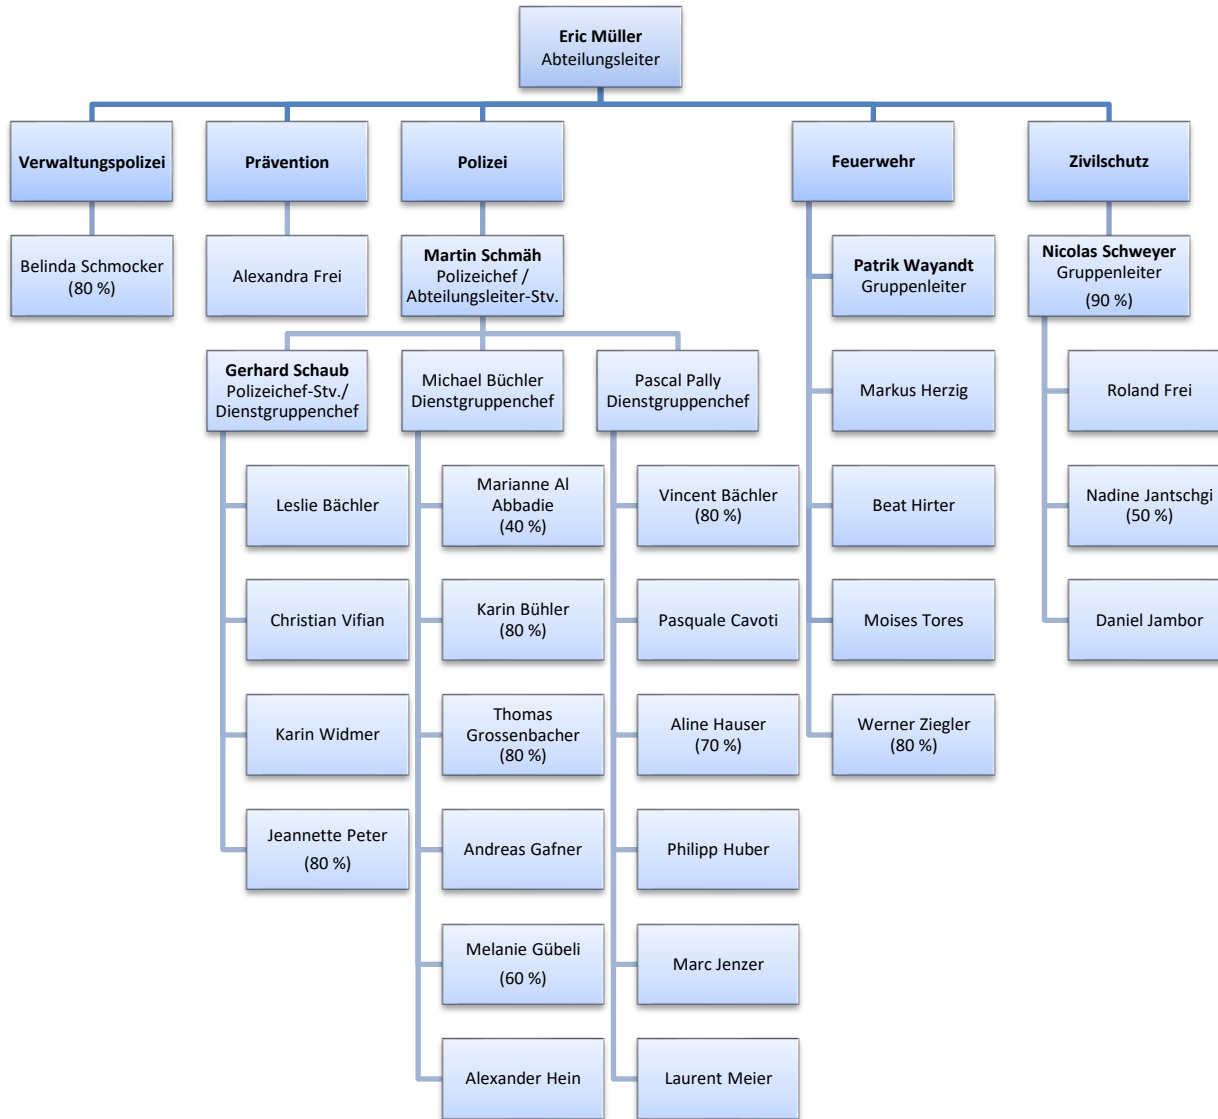 Eric Müller
Abteilungsleiter
Verwaltungspolizei
Prävention
Polizei
Feuerwehr
Zivilschutz
Belinda Schmocker
(80 %)
Alexandra Frei
Martin Schmäh
Polizeichef /
Abteilungsleiter-Stv.
Patrik Wayandt
Gruppenleiter
Nicolas Schweyer
Gruppenleiter
(90 %)
Gerhard Schaub
Polizeichef-Stv./
Dienstgruppenchef
Michael Büchler
Dienstgruppenchef
Pascal Pally
Dienstgruppenchef
Markus Herzig
Roland Frei
Leslie Bächler
Marianne Al
Abbadie
(40 %)
Vincent Bächler
(80 %)
Beat Hirter
Nadine Jantschgi
(50 %)
Christian Vifian
Karin Bühler
(80 %)
Pasquale Cavoti
Moises Tores
Daniel Jambor
Karin Widmer
Thomas
Grossenbacher
(80 %)
Aline Hauser
(70 %)
Werner Ziegler
(80 %)
Jeannette Peter
(80 %)
Andreas Gafner
Philipp Huber
Melanie Gübeli
(60 %)
Marc Jenzer
Alexander Hein
Laurent Meier